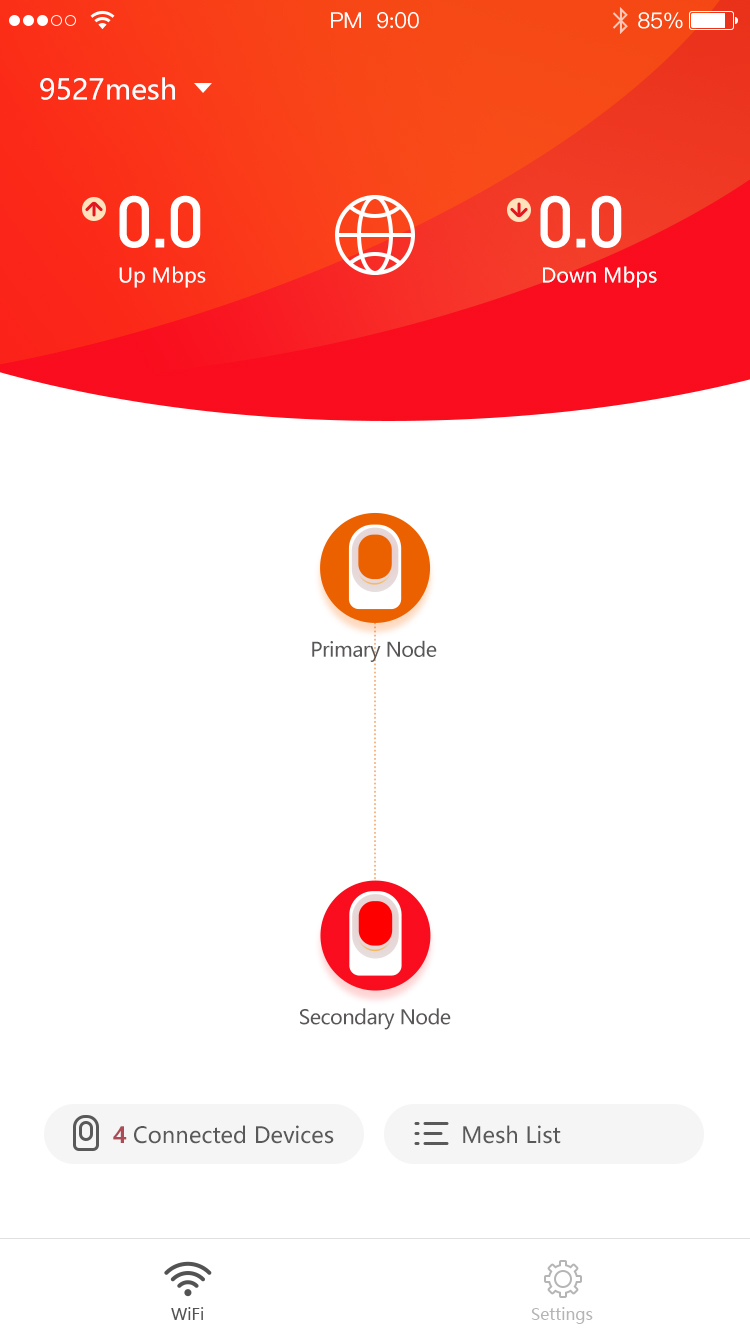 PM 9:00
85%
9527mesh
0.0
Up Mbps
0.0
Down Mbps
Primary Node
Secondary Node
4 Connected Devices
Mesh List
WiFi
Settings